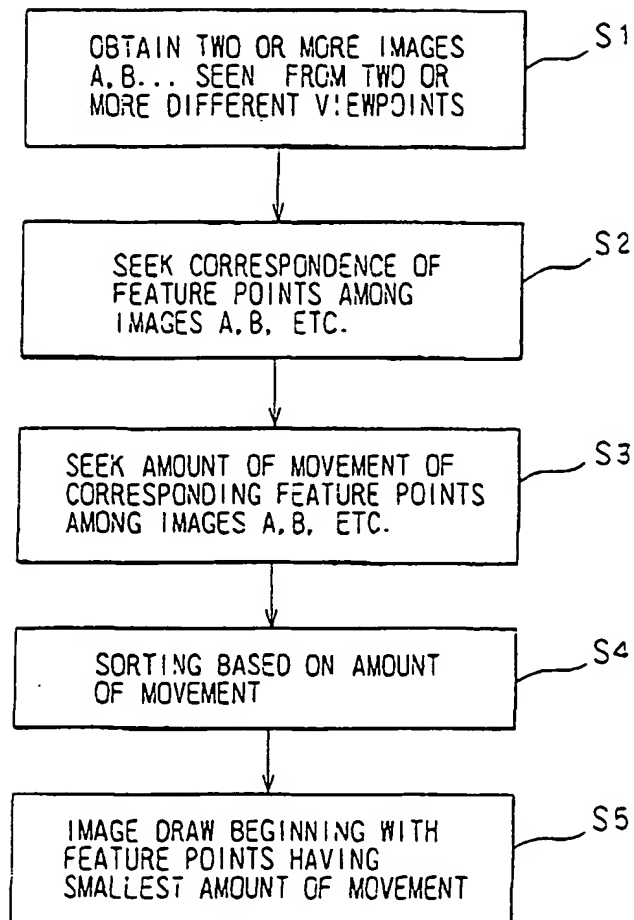 OBTAIN TWO OR MORE IMAGES
A,B... SEEN FROM TWO OR
MORE DIFFERENT VIEWPOINTS
S1
SEEK CORRESPONDENCE OF
FEATURE POINTS AMONG
IMAGES A,B, ETC.
S2
SEEK AMOUNT OF MOVEMENT OF
CORRESPONDING FEATURE POINTS
AMONG IMAGES A,B, ETC.
S3
SORTING BASED ON AMOUNT
OF MOVEMENT
S4
IMAGE DRAW BEGINNING WITH
FEATURE POINTS HAVING
SMALLEST AMOUNT OF MOVEMENT
S5